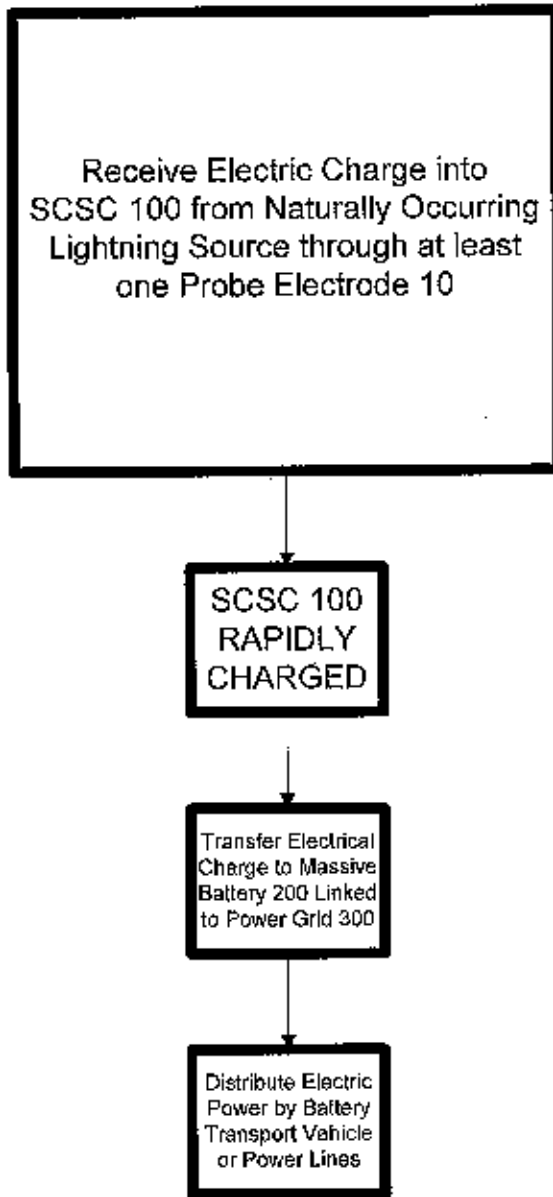 Receive Electric Charge into
SCSC 100 from Naturally Occurring
Lightning Source through at least
one Probe Electrode 10
SCSC 100
RAPIDLY
CHARGED
Transfer Electrical
Charge to Massive
Battery 200 Linked
to Power Grid 300
Distribute Electric
Power by Battery
Transport Vehicle
or Power Lines